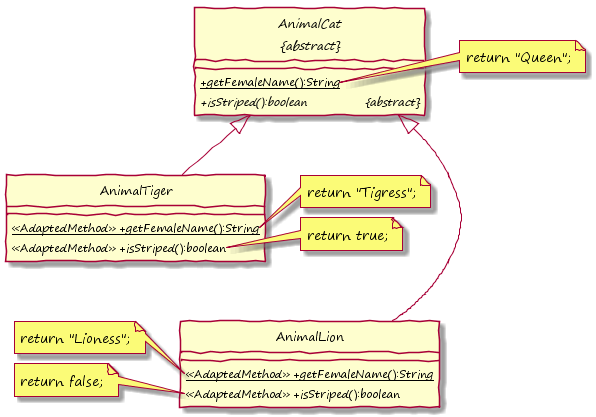 AnimalCat
{abstract}
+getFemaleName():String
+isStriped():boolean {abstract}
return "Queen";
AnimalTiger
<<AdaptedMethod>> +getFemaleName():String
<<AdaptedMethod>> +isStriped():boolean
return "Tigress";
return true;
AnimalLion
<<AdaptedMethod>> +getFemaleName():String
<<AdaptedMethod>> +isStriped():boolean
return "Lioness";
return false;